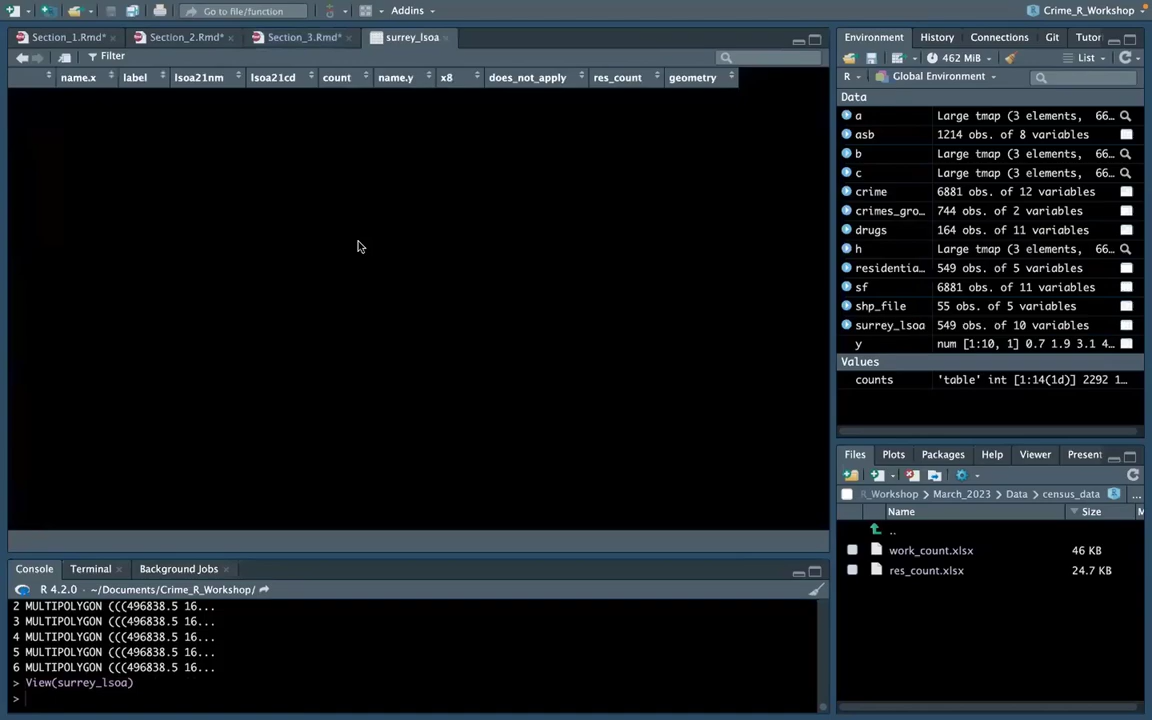 Go to file/function
Addins
Crime_R_Workshop
Section_1.Rmd*
Section_2.Rmd*
Section_3.Rmd*
surrey_lsoa
Filter
name.x
label
lsoa21nm
lsoa21cd
count
name.y
x8
does_not_apply
res_count
geometry
Console
Terminal
Background Jobs
R 4.2.0 · ~/Documents/Crime_R_Workshop/
2 MULTIPOLYGON (((496838.5 16...
3 MULTIPOLYGON (((496838.5 16...
4 MULTIPOLYGON (((496838.5 16...
5 MULTIPOLYGON (((496838.5 16...
6 MULTIPOLYGON (((496838.5 16...
> View(surrey_lsoa)
>
Environment
History
Connections
Git
Tutor
462 MiB
List
R
Global Environment
Data
a Large tmap (3 elements, 66…
asb 1214 obs. of 8 variables
b Large tmap (3 elements, 66…
c Large tmap (3 elements, 66…
crime 6881 obs. of 12 variables
crimes_gro… 744 obs. of 2 variables
drugs 164 obs. of 11 variables
h Large tmap (3 elements, 66…
residentia… 549 obs. of 5 variables
sf 6881 obs. of 11 variables
shp_file 55 obs. of 5 variables
surrey_lsoa 549 obs. of 10 variables
y num [1:10, 1] 0.7 1.9 3.1 4…
Values
counts 'table' int [1:14(1d)] 2292 1…
Files
Plots
Packages
Help
Viewer
Present
R_Workshop > March_2023 > Data > census_data
...
Name
Size
M
..
work_count.xlsx 46 KB
res_count.xlsx 24.7 KB